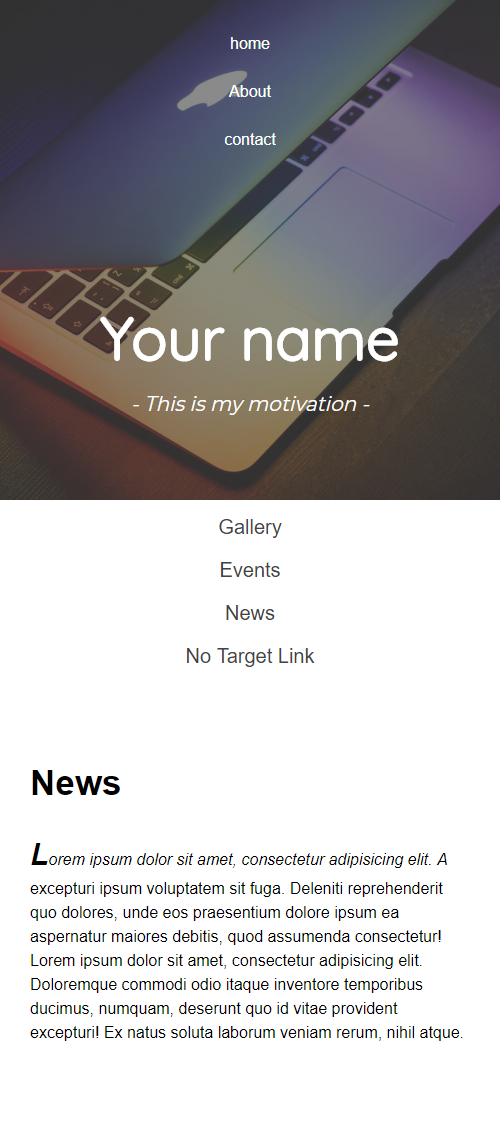 home
About
contact
Your name
- This is my motivation -
Gallery
Events
News
No Target Link
News
Lorem ipsum dolor sit amet, consectetur adipisicing elit. A
excepturi ipsum voluptatem sit fuga. Deleniti reprehenderit
quo dolores, unde eos praesentium dolore ipsum ea
aspernatur maiores debitis, quod assumenda consectetur!
Lorem ipsum dolor sit amet, consectetur adipisicing elit.
Doloremque commodi odio itaque inventore temporibus
ducimus, numquam, deserunt quo id vitae provident
excepturi! Ex natus soluta laborum veniam rerum, nihil atque.